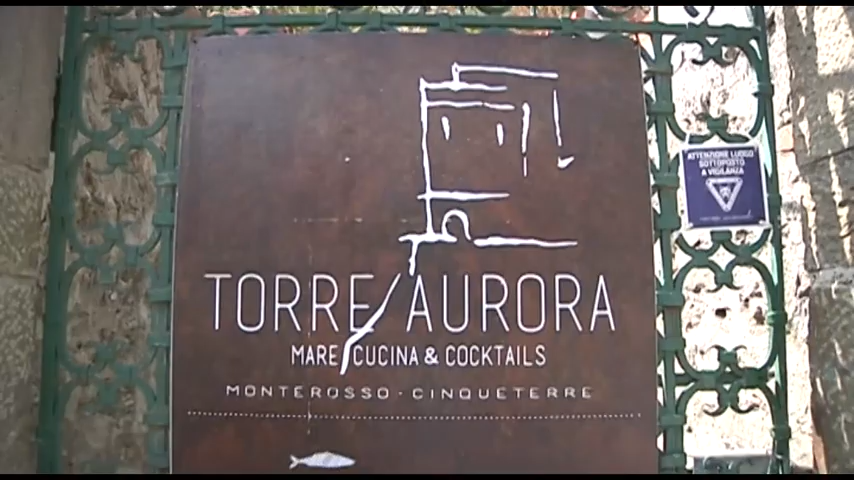 TORRE/AURORA
MARE/CUCINA & COCKTAILS
MONTEROSSO - CINQUETERRE
ATTENZIONE LUOGO
SOTTOPOSTO
A VIGILANZA